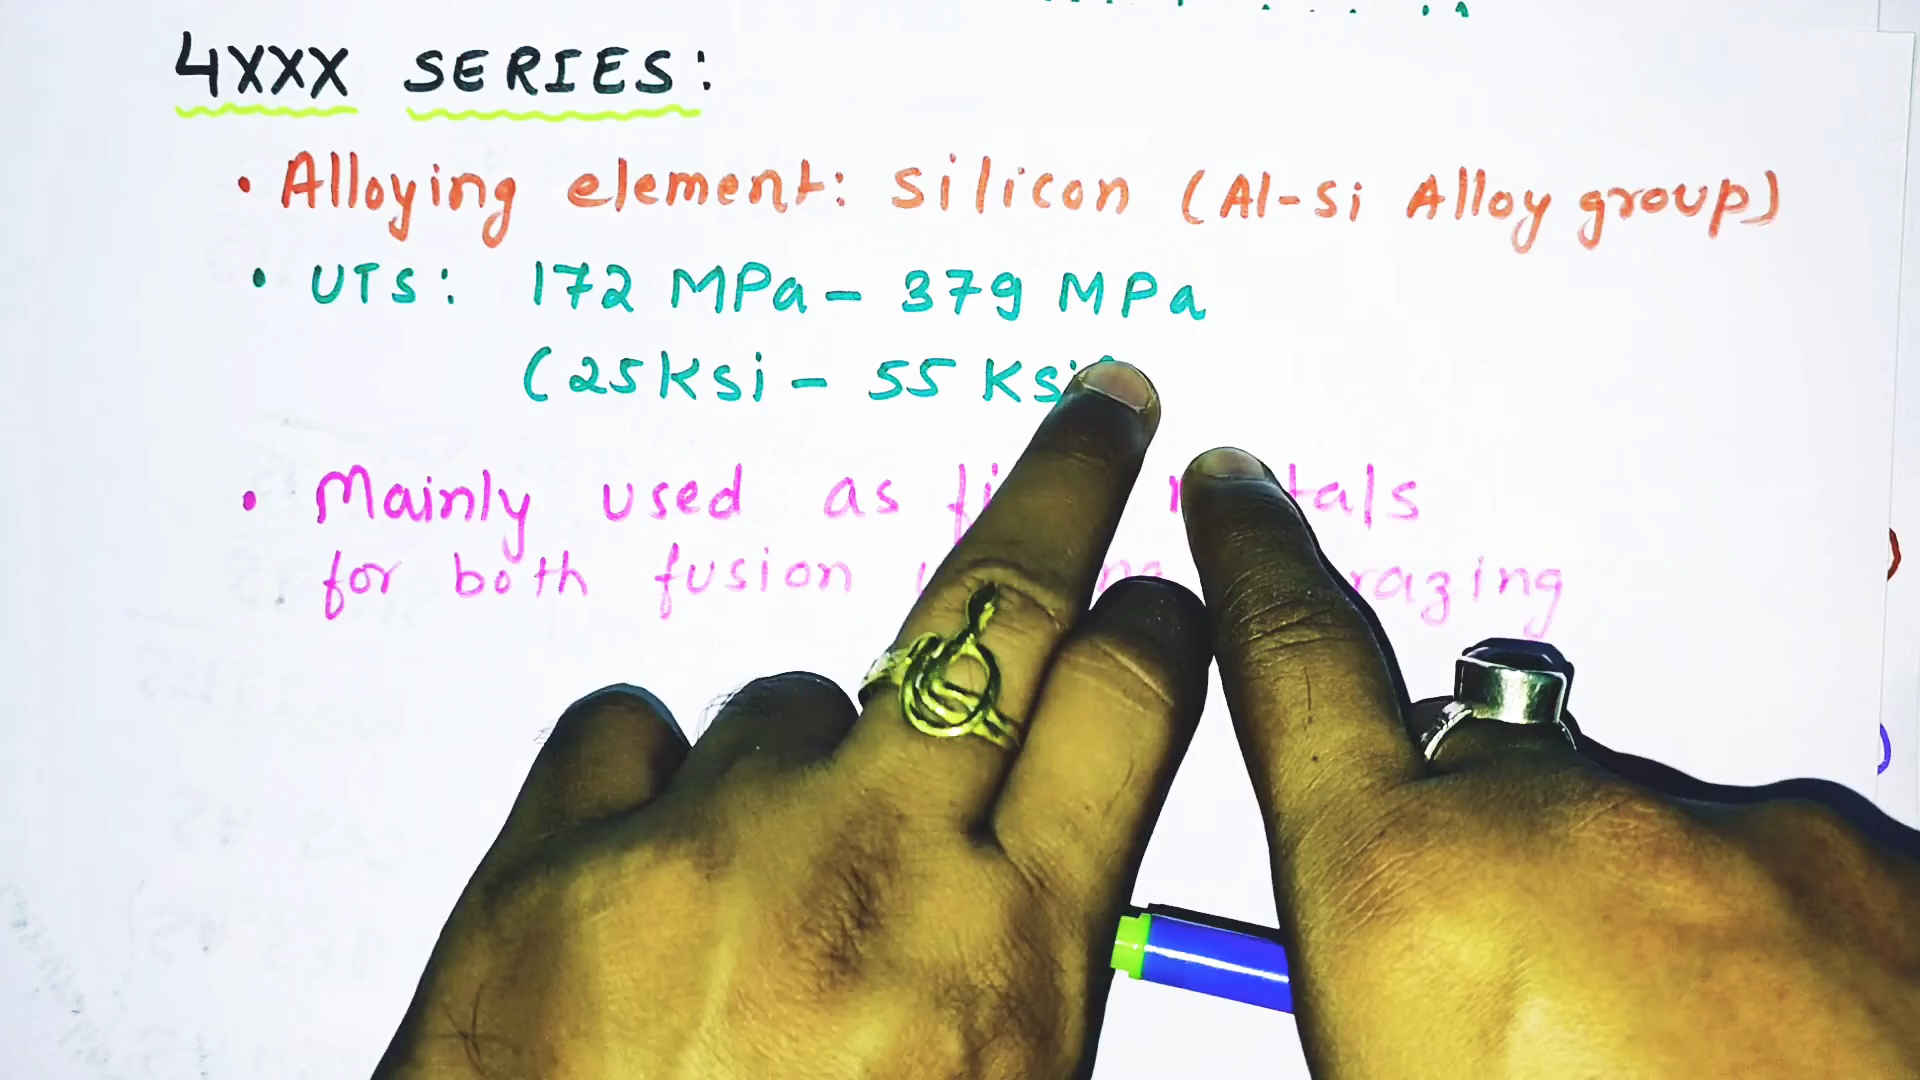 4XXX SERIES:
• Alloying element: silicon (Al-Si Alloy group)
• UTS: 172 MPa - 379 MPa
(25Ksi - 55 Ksi)
• Mainly used as
for both fusion